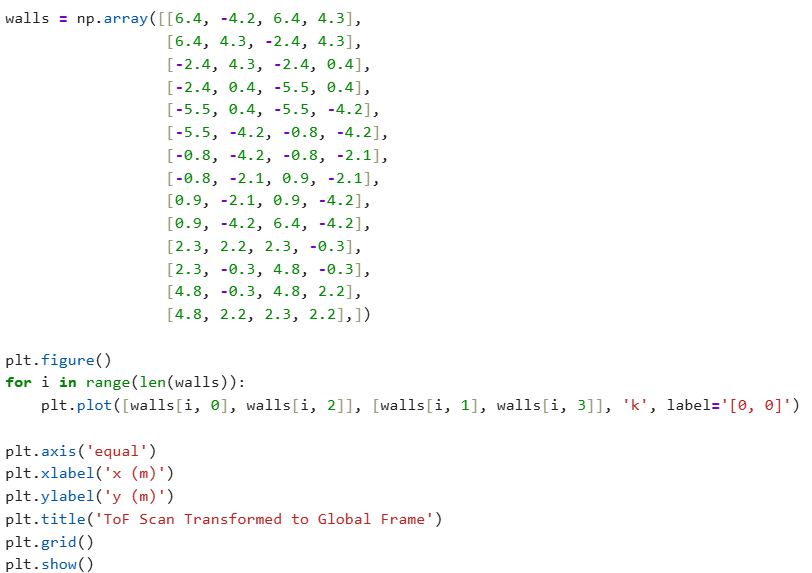 walls = np.array([[6.4, -4.2, 6.4, 4.3],
[6.4, 4.3, -2.4, 4.3],
[-2.4, 4.3, -2.4, 0.4],
[-2.4, 0.4, -5.5, 0.4],
[-5.5, 0.4, -5.5, -4.2],
[-5.5, -4.2, -0.8, -4.2],
[-0.8, -4.2, -0.8, -2.1],
[-0.8, -2.1, 0.9, -2.1],
[0.9, -2.1, 0.9, -4.2],
[0.9, -4.2, 6.4, -4.2],
[2.3, 2.2, 2.3, -0.3],
[2.3, -0.3, 4.8, -0.3],
[4.8, -0.3, 4.8, 2.2],
[4.8, 2.2, 2.3, 2.2],])
plt.figure()
for i in range(len(walls)):
plt.plot([walls[i, 0], walls[i, 2]], [walls[i, 1], walls[i, 3]], 'k', label='[0, 0]')
plt.axis('equal')
plt.xlabel('x (m)')
plt.ylabel('y (m)')
plt.title('ToF Scan Transformed to Global Frame')
plt.grid()
plt.show()